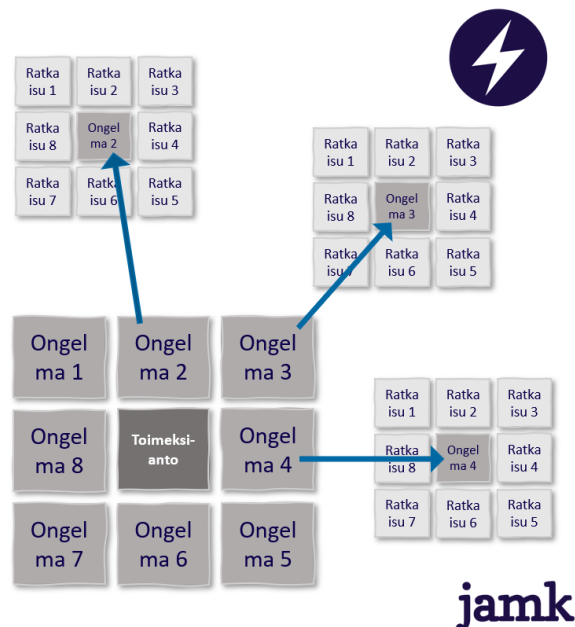 Ratka
isu 1
Ratka
isu 2
Ratka
isu 3
Ratka
isu 8
Ongel
ma 2
Ratka
isu 4
Ratka
isu 7
Ratka
isu 6
Ratka
isu 5
Ratka
isu 1
Ratka
isu 2
Ratka
isu 3
Ratka
isu 8
Ongel
ma 3
Ratka
isu 4
Ratka
isu 7
Ratka
isu 6
Ratka
isu 5
Ongel
ma 1
Ongel
ma 2
Ongel
ma 3
Ongel
ma 8
Toimeksi-
anto
Ongel
ma 4
Ongel
ma 7
Ongel
ma 6
Ongel
ma 5
Ratka
isu 1
Ratka
isu 2
Ratka
isu 3
Ratka
isu 8
Ongel
ma 4
Ratka
isu 4
Ratka
isu 7
Ratka
isu 6
Ratka
isu 5
jamk